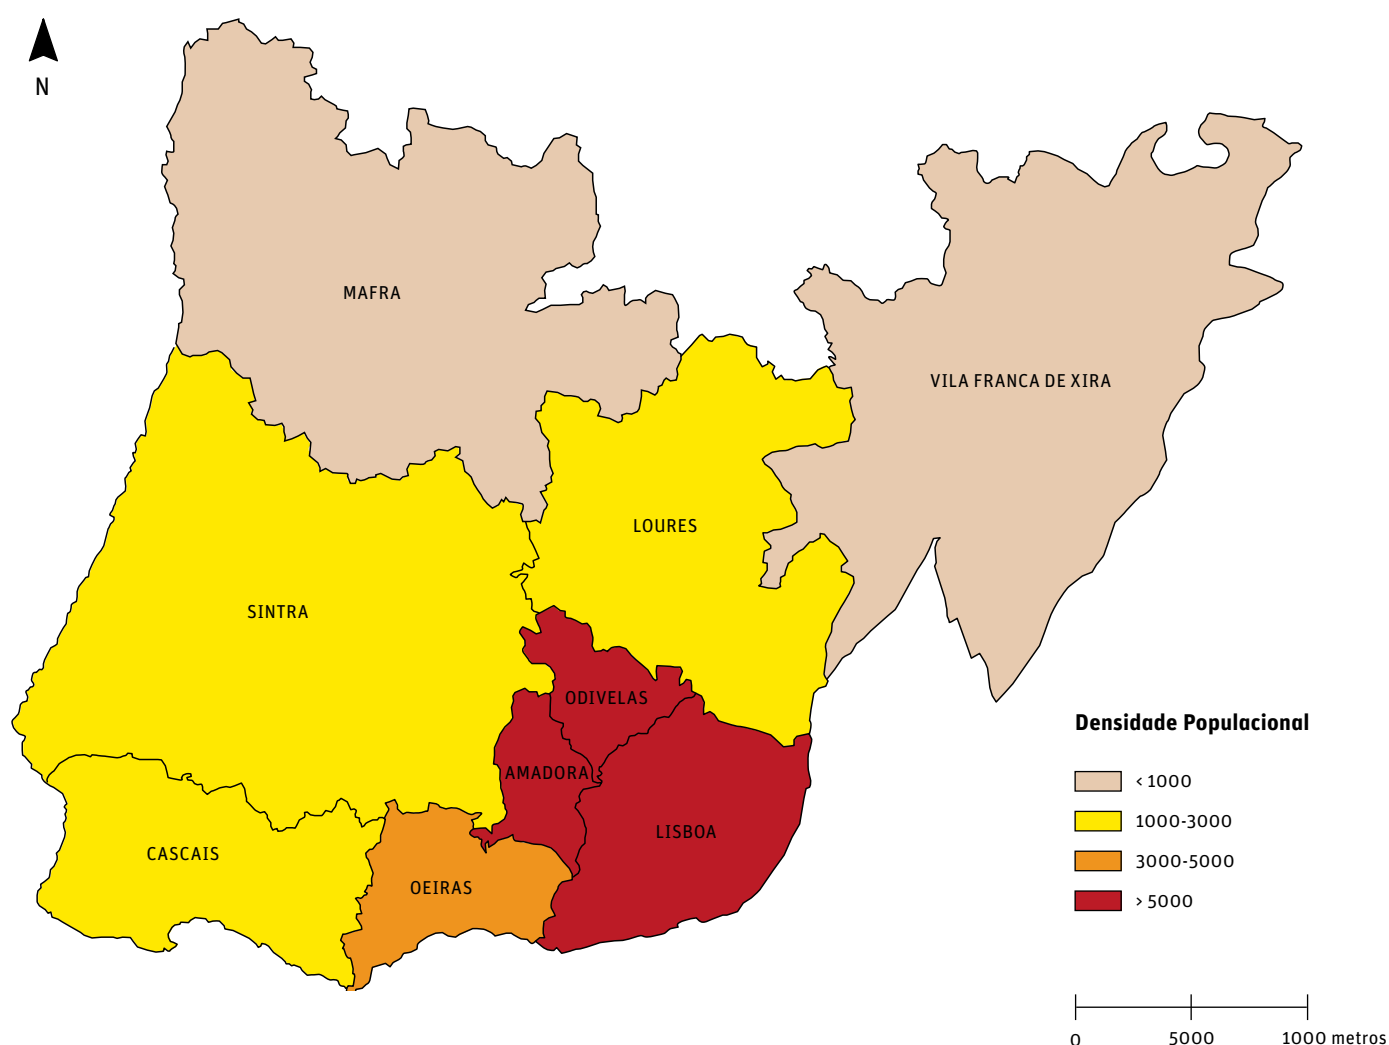 N
MAFRA
VILA FRANCA DE XIRA
LOURES
SINTRA
ODIVELAS
AMADORA
LISBOA
CASCAIS
OEIRAS
Densidade Populacional
< 1000
1000-3000
3000-5000
> 5000
0 5000 1000 metros